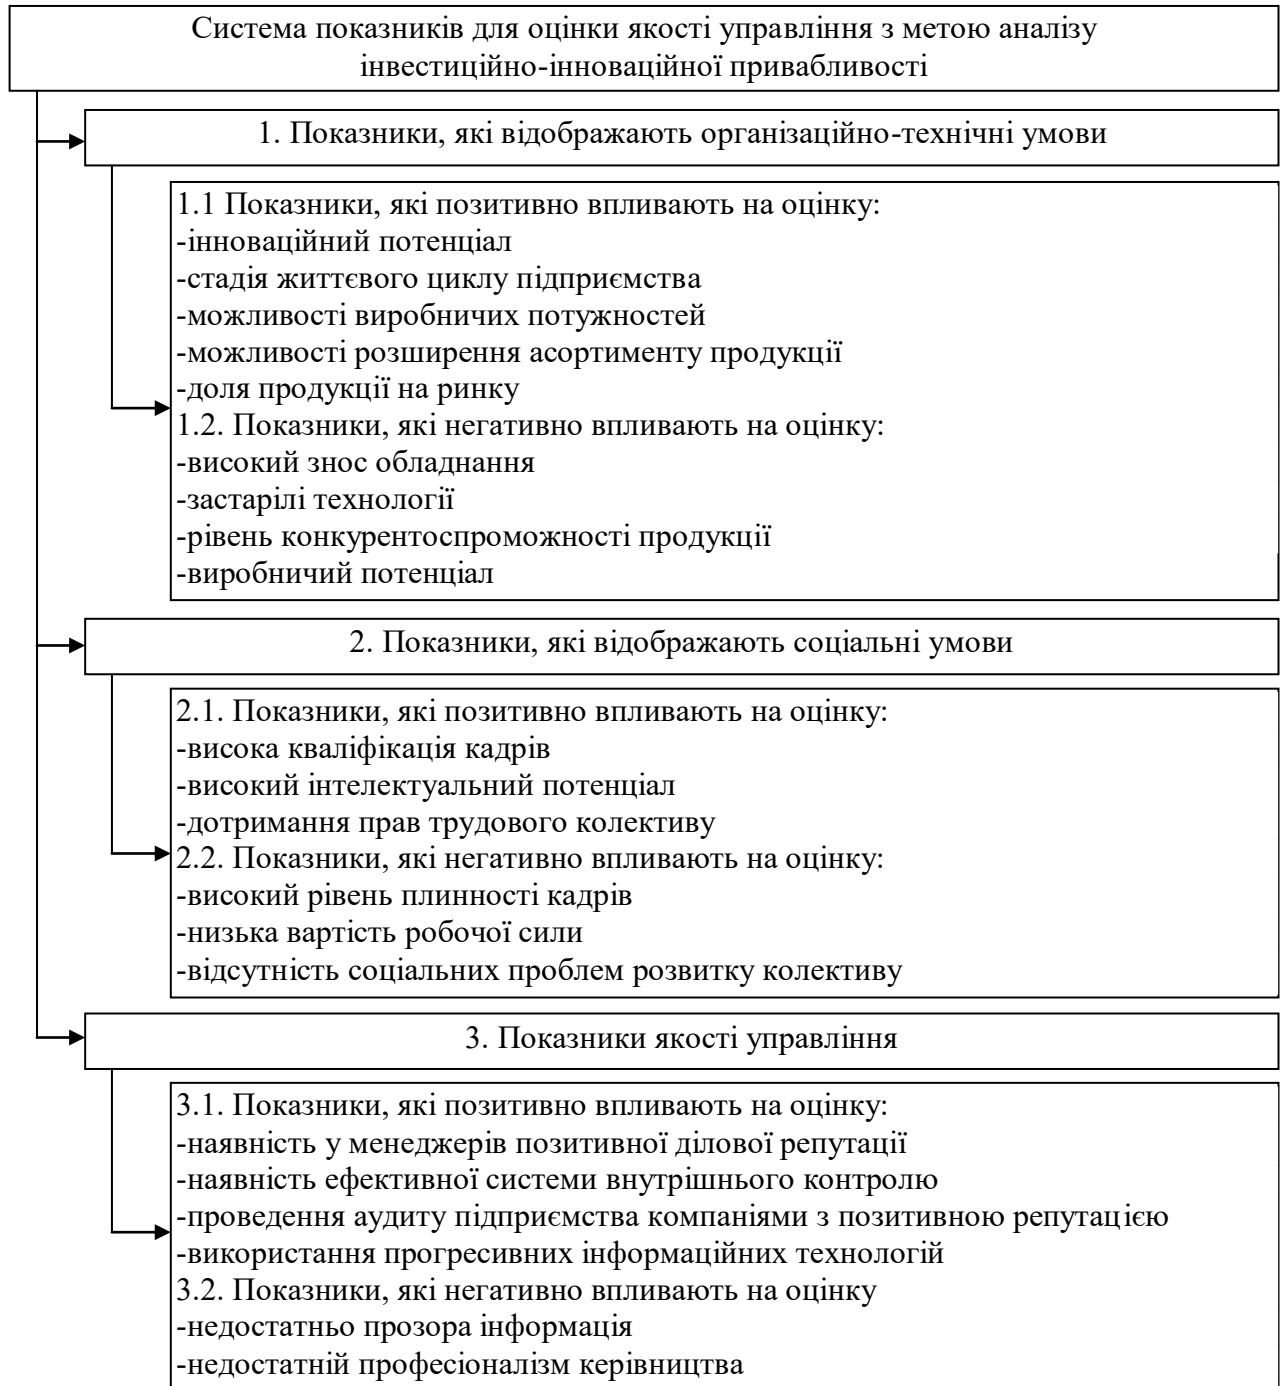 Система показників для оцінки якості управління з метою аналізу
інвестиційно-інноваційної привабливості
1. Показники, які відображають організаційно-технічні умови
1.1 Показники, які позитивно впливають на оцінку:
-інноваційний потенціал
-стадія життєвого циклу підприємства
-можливості виробничих потужностей
-можливості розширення асортименту продукції
-доля продукції на ринку
1.2. Показники, які негативно впливають на оцінку:
-високий знос обладнання
-застарілі технології
-рівень конкурентоспроможності продукції
-виробничий потенціал
2. Показники, які відображають соціальні умови
2.1. Показники, які позитивно впливають на оцінку:
-висока кваліфікація кадрів
-високий інтелектуальний потенціал
-дотримання прав трудового колективу
2.2. Показники, які негативно впливають на оцінку:
-високий рівень плинності кадрів
-низька вартість робочої сили
-відсутність соціальних проблем розвитку колективу
3. Показники якості управління
3.1. Показники, які позитивно впливають на оцінку:
-наявність у менеджерів позитивної ділової репутації
-наявність ефективної системи внутрішнього контролю
-проведення аудиту підприємства компаніями з позитивною репутацією
-використання прогресивних інформаційних технологій
3.2. Показники, які негативно впливають на оцінку
-недостатньо прозора інформація
-недостатній професіоналізм керівництва